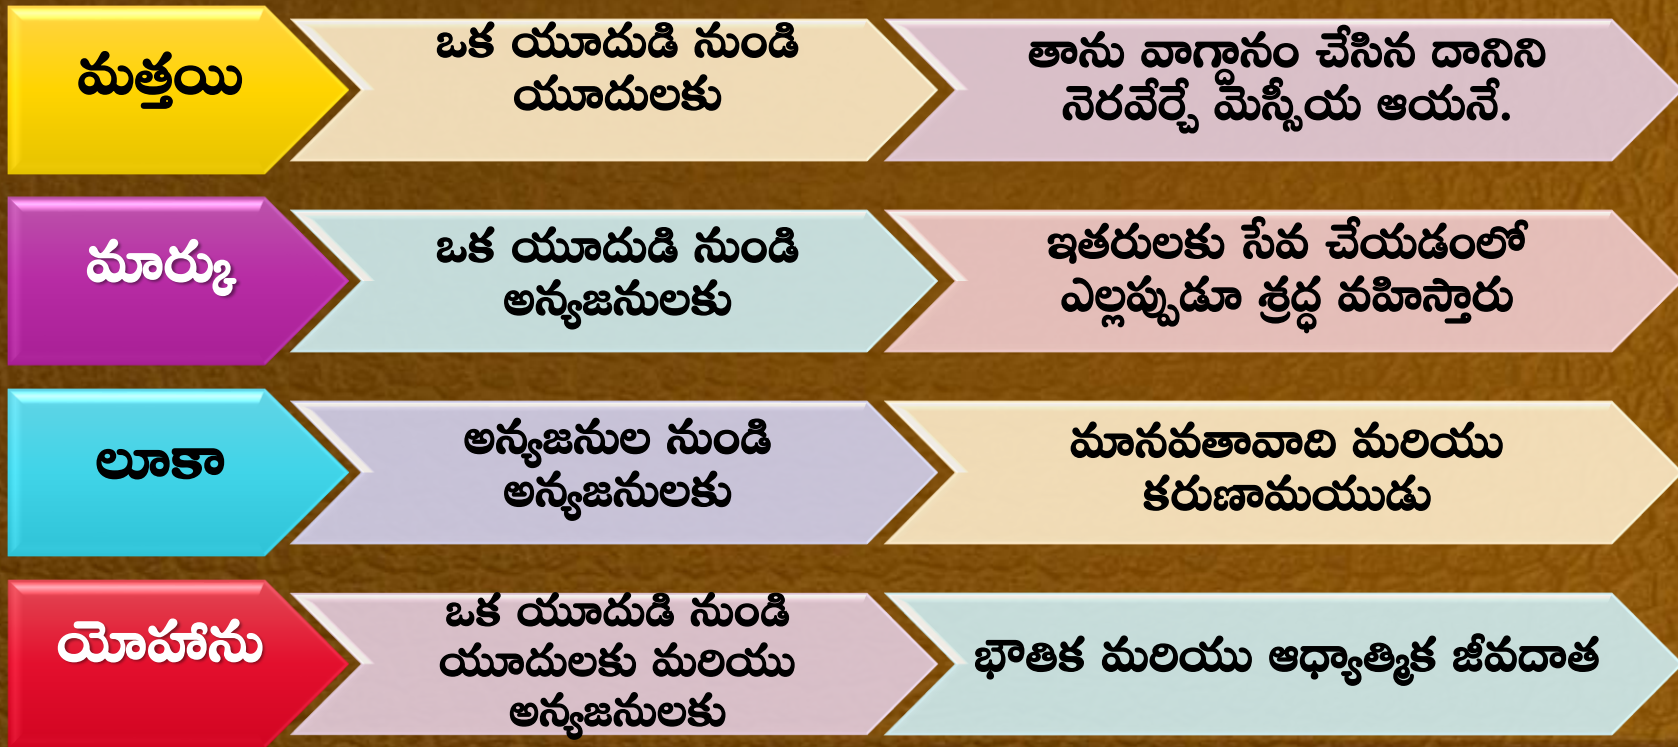 మత్తయి
ఒక యూదుడి నుండి
యూదులకు
తాను వాగ్దానం చేసిన దానిని
నెరవేర్చే మెస్సీయ ఆయనే.
మార్కు
ఒక యూదుడి నుండి
అన్యజనులకు
ఇతరులకు సేవ చేయడంలో
ఎల్లప్పుడూ శ్రద్ధ వహిస్తారు
లూకా
అన్యజనుల నుండి
అన్యజనులకు
మానవతావాది మరియు
కరుణామయుడు
యోహాను
ఒక యూదుడి నుండి
యూదులకు మరియు
అన్యజనులకు
భౌతిక మరియు ఆధ్యాత్మిక జీవదాత